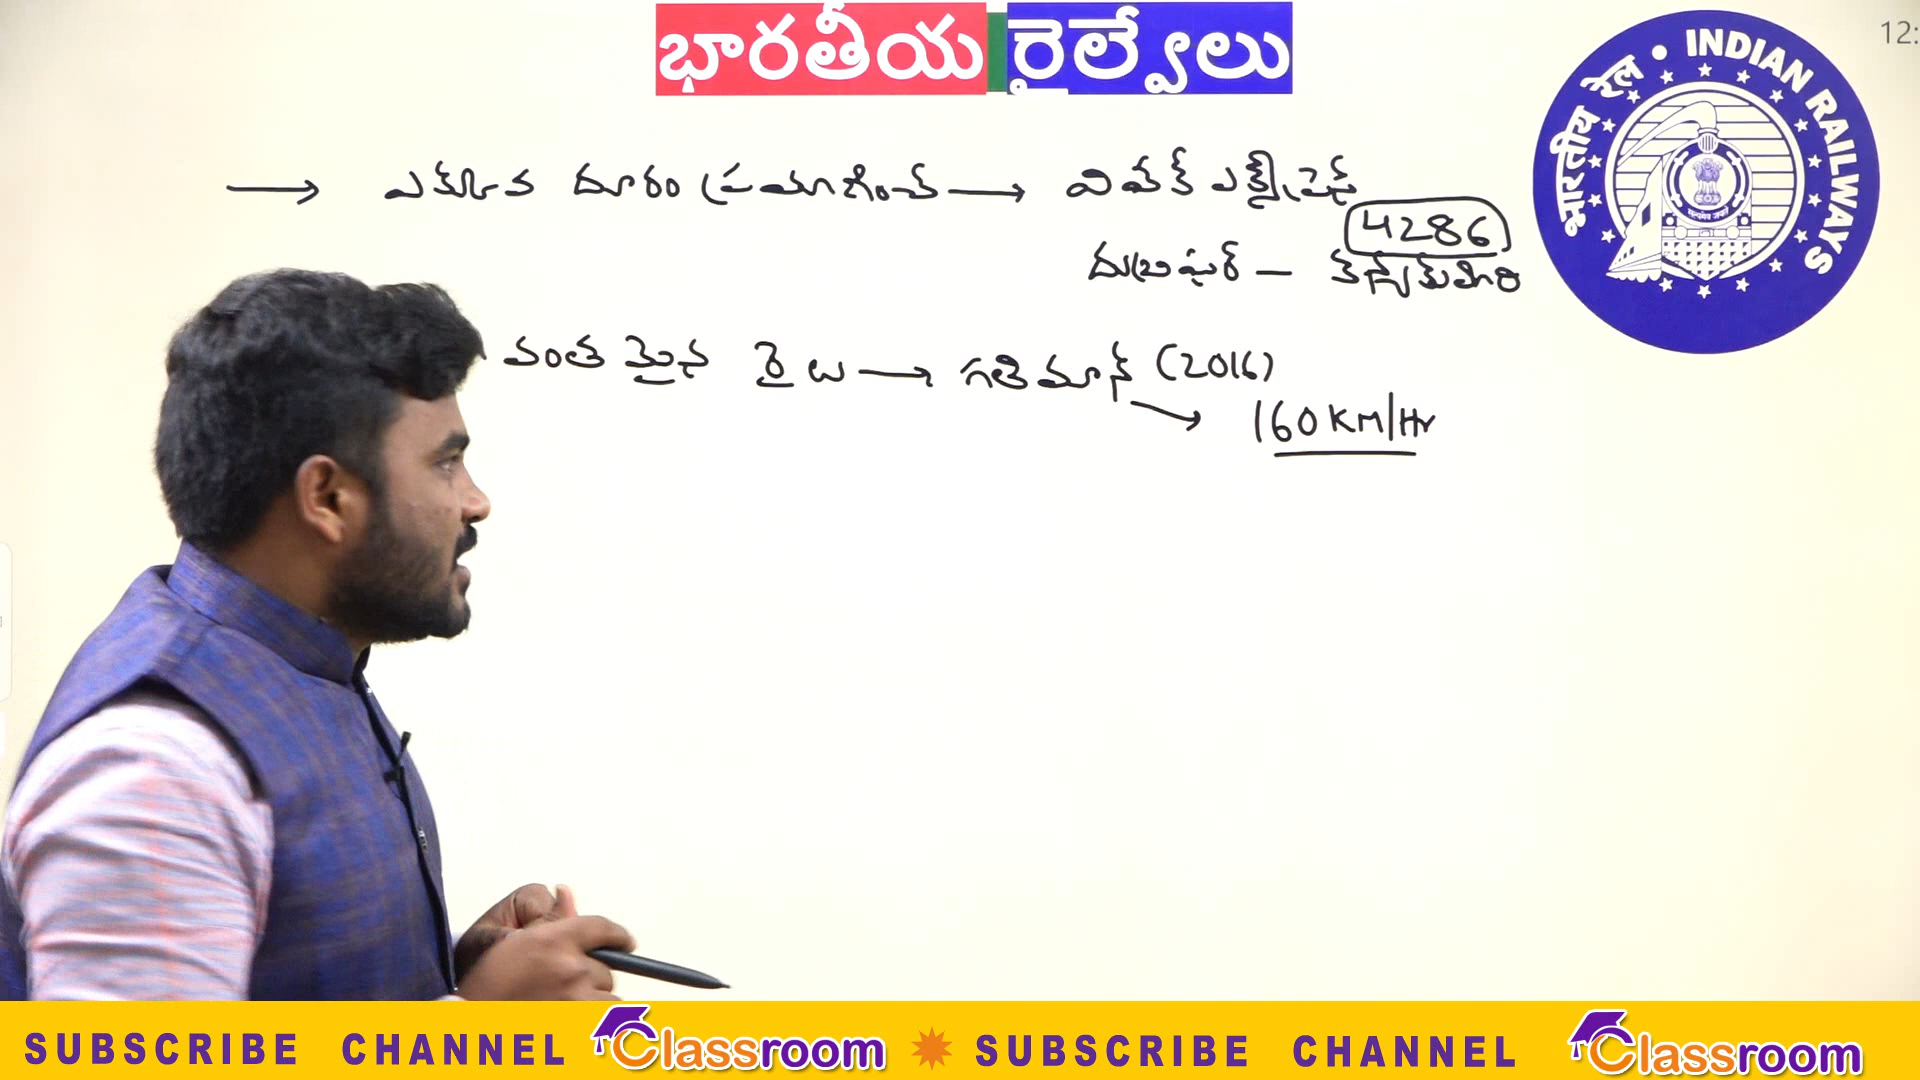 భారతీయ రైల్వేలు
12:
భారతీయ रेल • INDIAN RAILWAYS
→ ఎక్కువ దూరం ప్రయాణించే → వివేక్ ఎక్స్‌ప్రెస్
4286
దిబ్రుఘర్ – కన్యాకుమారి
వంతమైన రైలు → గతిమాన్ (2016)
→ 160 KM/Hr
SUBSCRIBE CHANNEL Classroom SUBSCRIBE CHANNEL Classroom